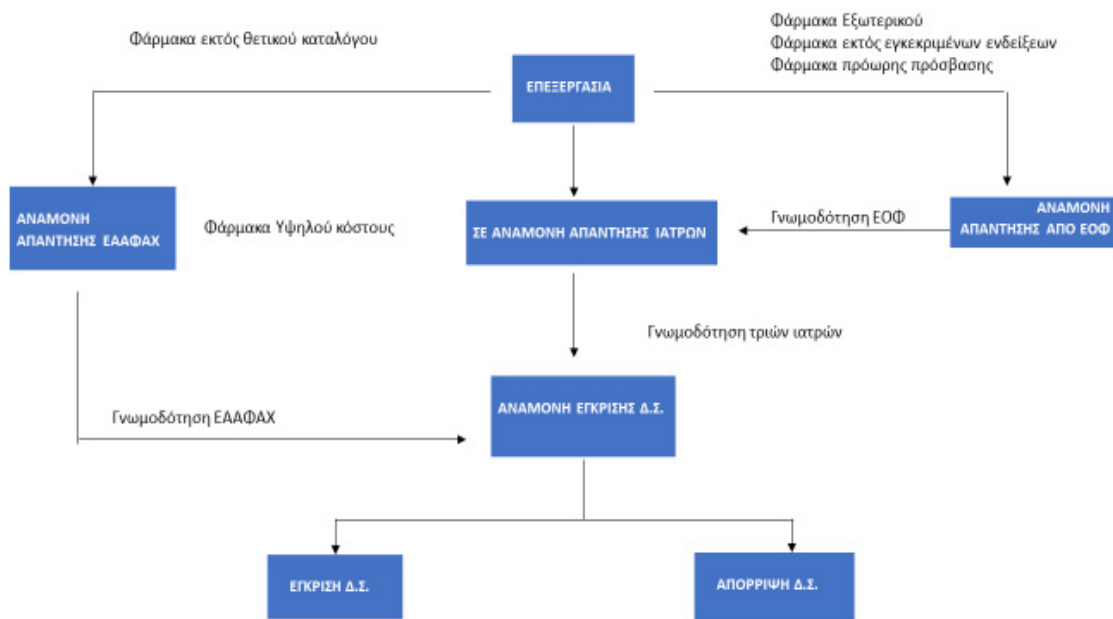 Φάρμακα εκτός θετικού καταλόγου
Φάρμακα Εξωτερικού
Φάρμακα εκτός εγκεκριμένων ενδείξεων
Φάρμακα πρόωρης πρόσβασης
ΕΠΕΞΕΡΓΑΣΙΑ
ΑΝΑΜΟΝΗ
ΑΠΑΝΤΗΣΗΣ ΕΑΑΦΑΧ
Φάρμακα Υψηλού κόστους
ΣΕ ΑΝΑΜΟΝΗ ΑΠΑΝΤΗΣΗΣ ΙΑΤΡΩΝ
Γνωμοδότηση ΕΟΦ
ΑΝΑΜΟΝΗ
ΑΠΑΝΤΗΣΗΣ ΑΠΟ ΕΟΦ
Γνωμοδότηση τριών ιατρών
ΑΝΑΜΟΝΗ ΕΓΚΡΙΣΗΣ Δ.Σ.
Γνωμοδότηση ΕΑΑΦΑΧ
ΕΓΚΡΙΣΗ Δ.Σ.
ΑΠΟΡΡΙΨΗ Δ.Σ.